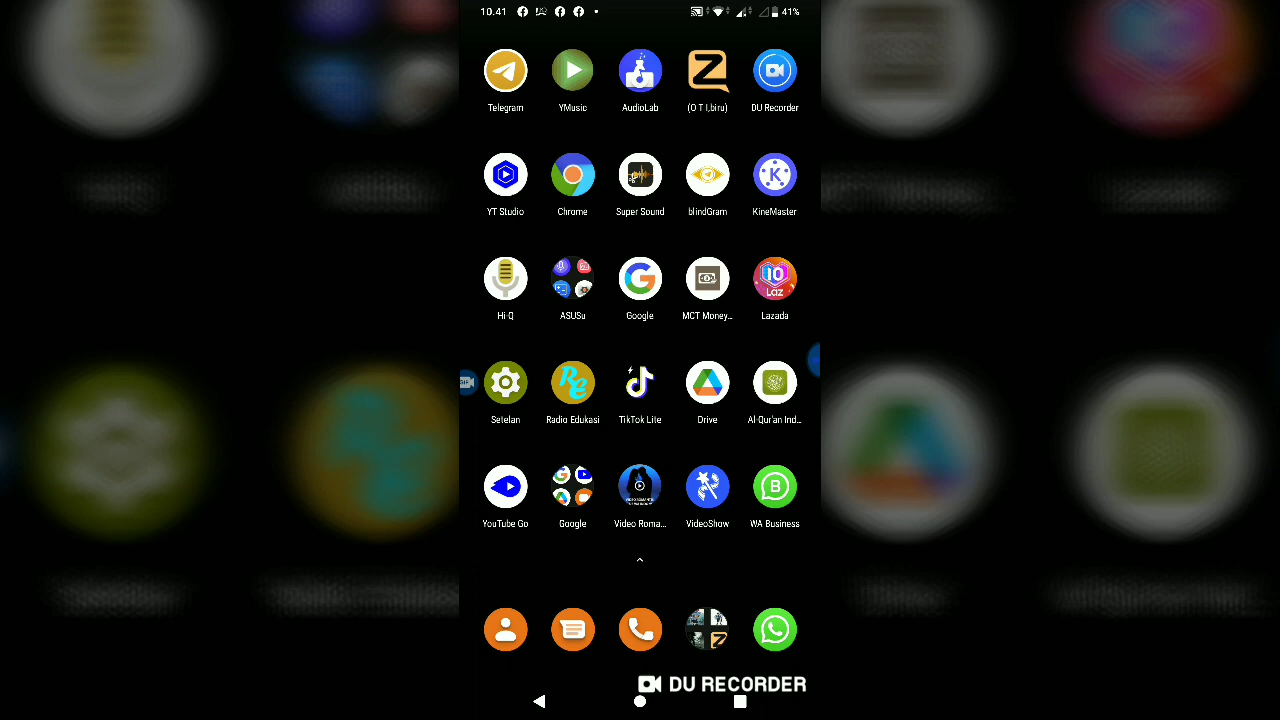 10.41 41%
Telegram YMusic AudioLab (O T I,biru) DU Recorder
YT Studio Chrome Super Sound blindGram KineMaster
Hi-Q ASUSu Google MCT Money… Lazada
Setelan Radio Edukasi TikTok Lite Drive Al-Qur'an Ind…
YouTube Go Google Video Roma… VideoShow WA Business
DU RECORDER